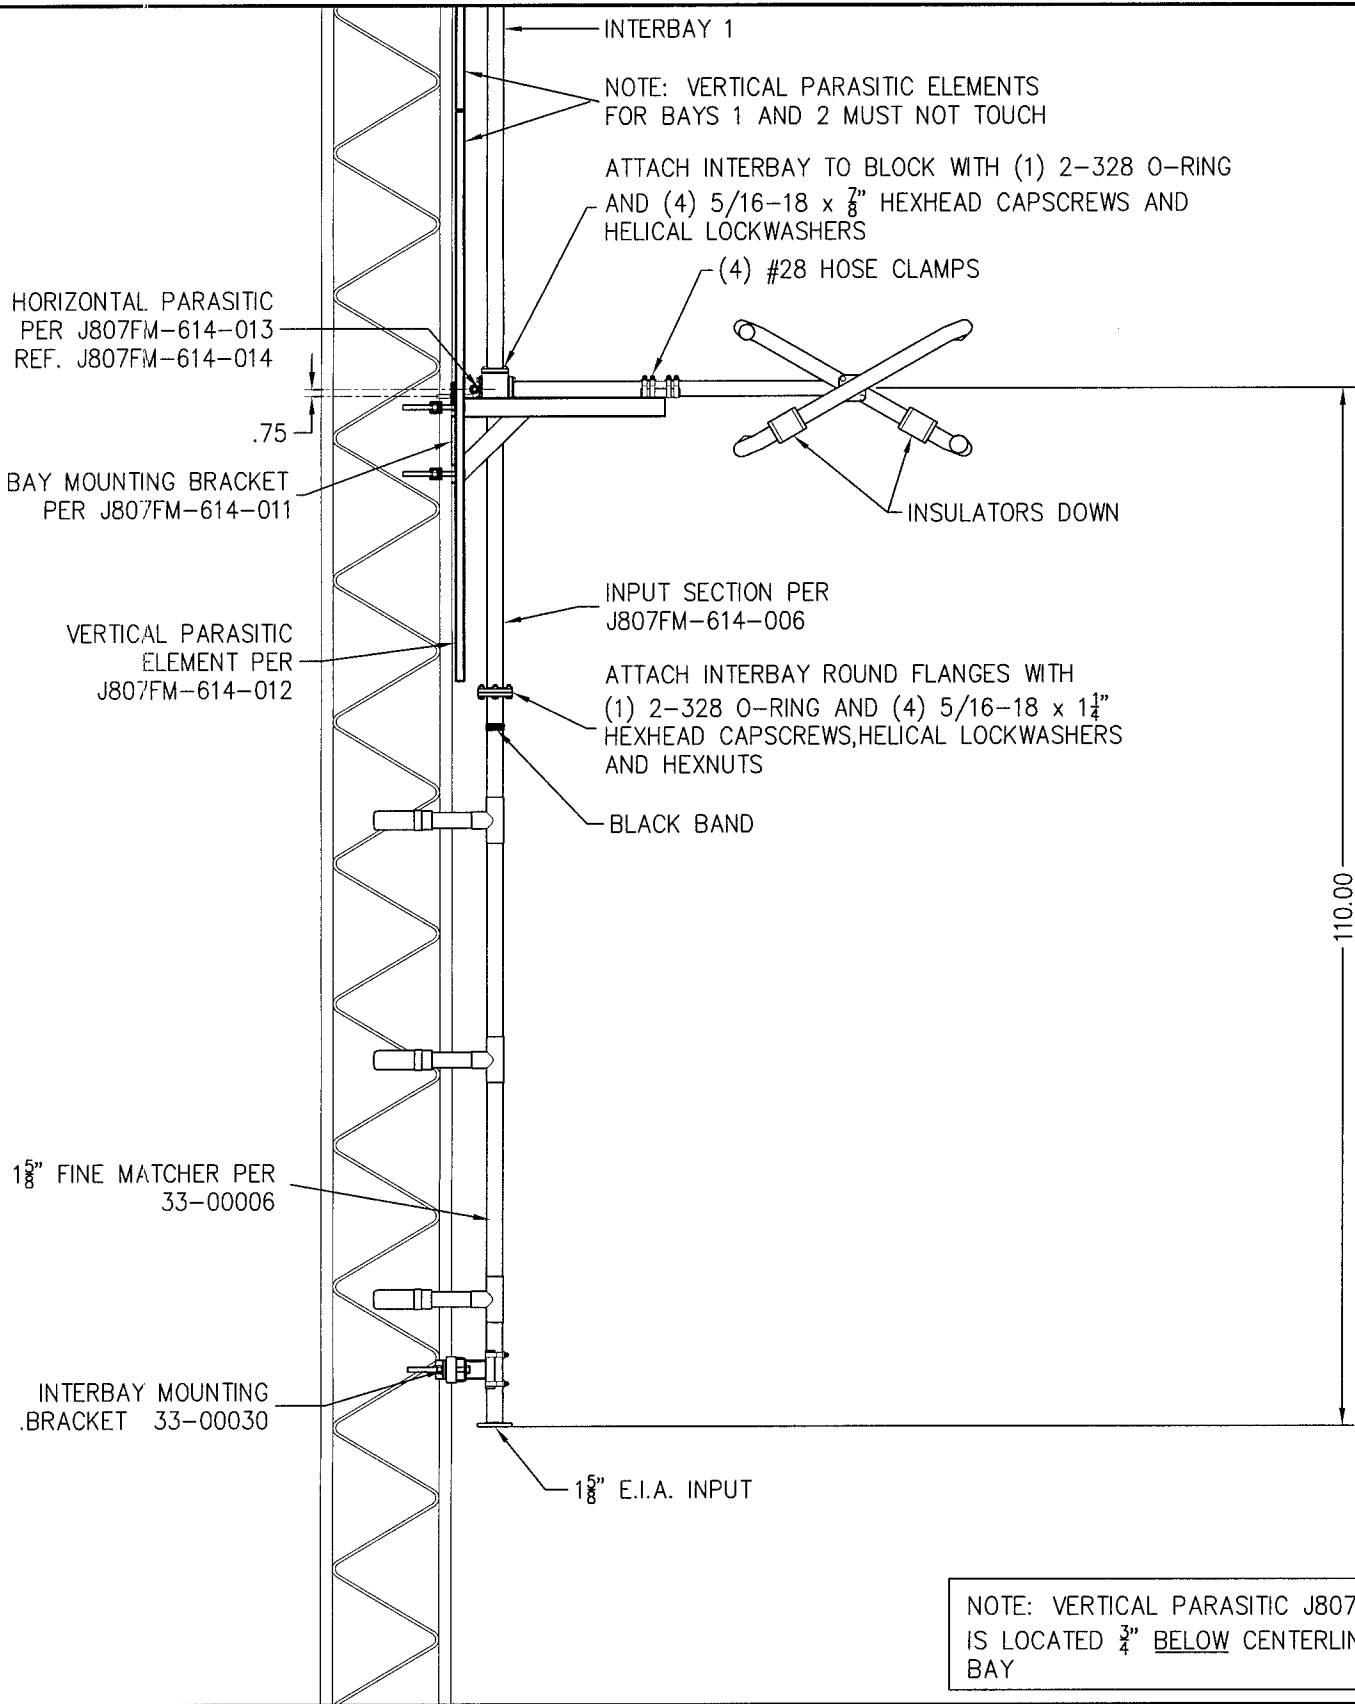 INTERBAY 1
NOTE: VERTICAL PARASITIC ELEMENTS
FOR BAYS 1 AND 2 MUST NOT TOUCH
ATTACH INTERBAY TO BLOCK WITH (1) 2-328 O-RING
AND (4) 5/16-18 x 7/8" HEXHEAD CAPSCREWS AND
HELICAL LOCKWASHERS
(4) #28 HOSE CLAMPS
HORIZONTAL PARASITIC
PER J807FM-614-013
REF. J807FM-614-014
.75
BAY MOUNTING BRACKET
PER J807FM-614-011
INSULATORS DOWN
INPUT SECTION PER
J807FM-614-006
VERTICAL PARASITIC
ELEMENT PER
J807FM-614-012
ATTACH INTERBAY ROUND FLANGES WITH
(1) 2-328 O-RING AND (4) 5/16-18 x 1 1/4"
HEXHEAD CAPSCREWS,HELICAL LOCKWASHERS
AND HEXNUTS
BLACK BAND
110.00
1 5/8" FINE MATCHER PER
33-00006
INTERBAY MOUNTING
.BRACKET 33-00030
1 5/8" E.I.A. INPUT
NOTE: VERTICAL PARASITIC J807
IS LOCATED 3/4" BELOW CENTERLIN
BAY